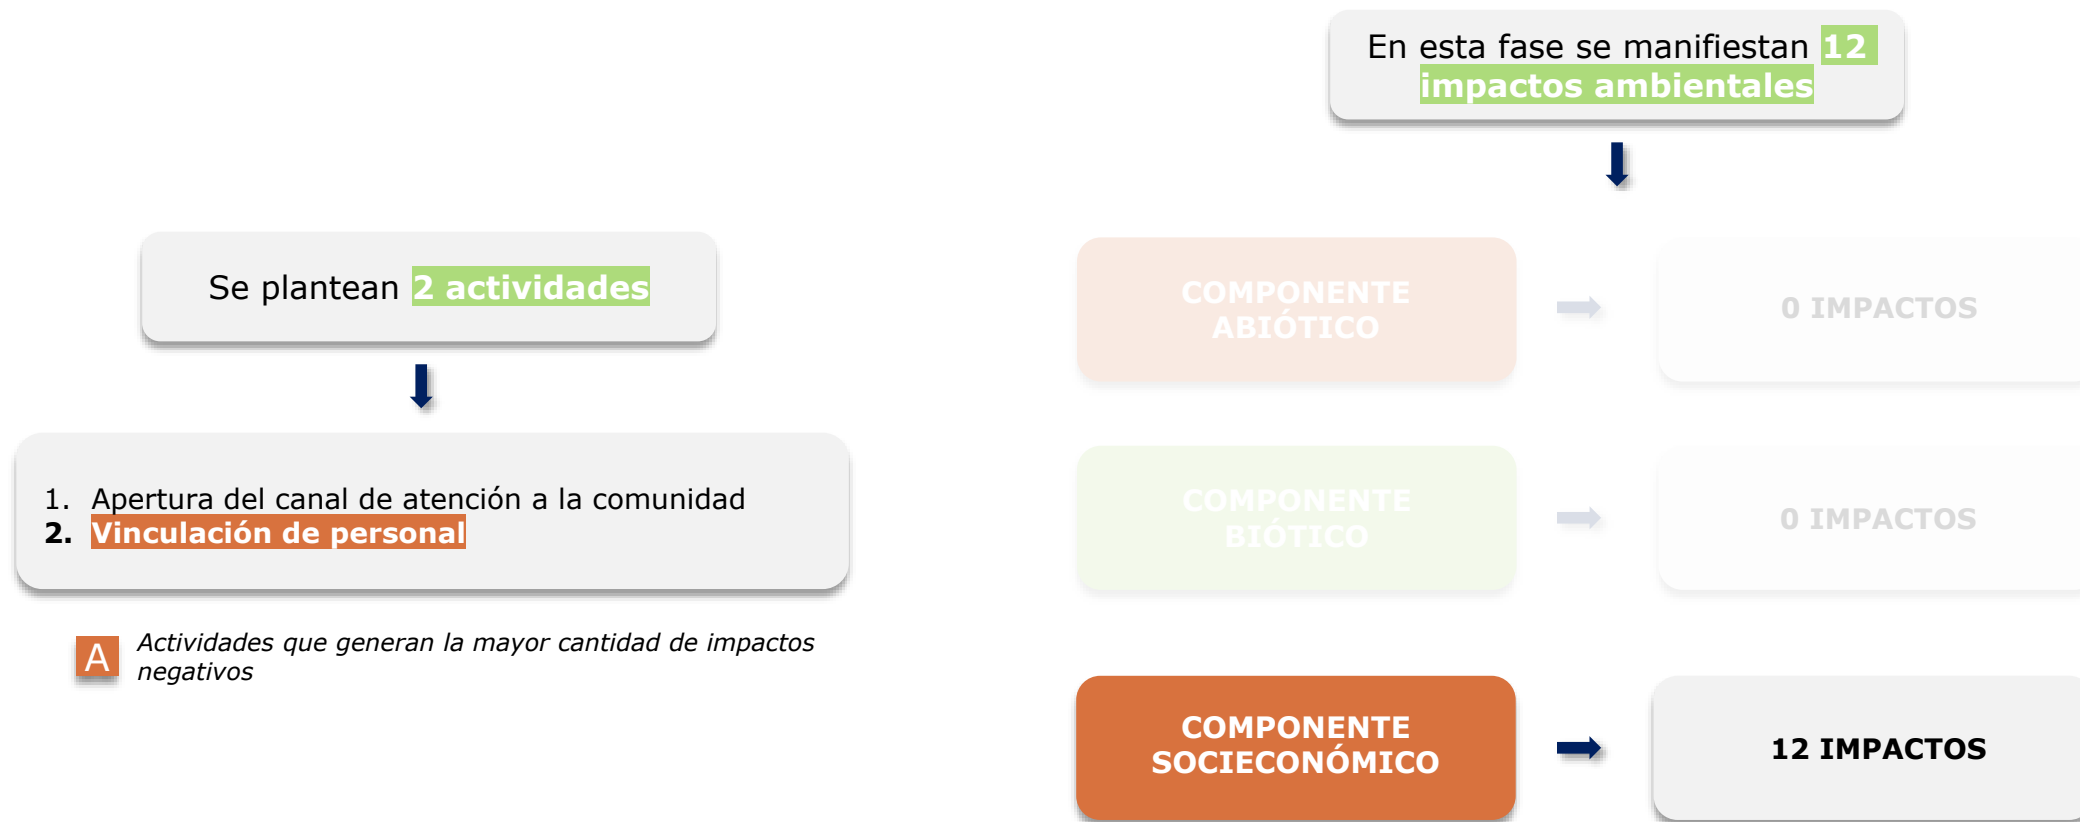 Se plantean 2 actividades
1. Apertura del canal de atención a la comunidad
2. Vinculación de personal
A
Actividades que generan la mayor cantidad de impactos
negativos
En esta fase se manifiestan 12
impactos ambientales
COMPONENTE
ABIÓTICO
0 IMPACTOS
COMPONENTE
BIÓTICO
0 IMPACTOS
COMPONENTE
SOCIECONÓMICO
12 IMPACTOS